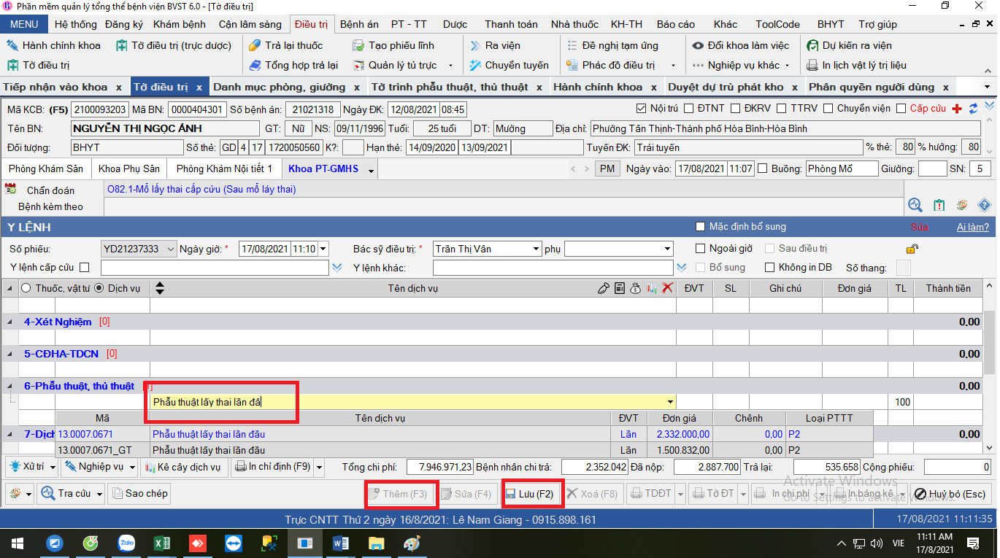 Phần mềm quản lý tổng thể bệnh viện BVST 6.0 - [Tờ điều trị]
MENU Hệ thống Đăng ký Khám bệnh Cận lâm sàng Điều trị Bệnh án PT - TT Dược Thanh toán Nhà thuốc KH-TH Báo cáo Khác ToolCode BHYT Trợ giúp
Hành chính khoa Tờ điều trị (trực dược) Trả lại thuốc Tạo phiếu lĩnh Ra viện Đề nghị tạm ứng Đổi khoa làm việc Dự kiến ra viện
Tờ điều trị Tổng hợp trả lại Quản lý tủ trực Chuyển tuyến Phác đồ điều trị Nghiệp vụ khác In lịch vật lý trị liệu
Tiếp nhận vào khoa x Tờ điều trị x Danh mục phòng, giường x Tờ trình phẫu thuật, thủ thuật x Hành chính khoa x Duyệt dự trù phát kho x Phân quyền người dùng x
Mã KCB: (F5) 2100093203 Mã BN: 0000404301 Số bệnh án: 21021318 Ngày ĐK: 12/08/2021 08:45 Nội trú ĐTNT ĐKRV TTRV Chuyển viện Cấp cứu
Tên BN: NGUYỄN THỊ NGỌC ÁNH GT: Nữ NS: 09/11/1996 Tuổi: 25 tuổi DT: Mường Địa chỉ: Phường Tân Thịnh-Thành phố Hòa Bình-Hòa Bình
Đối tượng: BHYT Số thẻ: GD 4 17 1720050560 K?: Hạn thẻ: 14/09/2020 13/09/2021 Tuyến ĐK: Trái tuyến % thẻ: 80 % hưởng: 80
Phòng Khám Sản Khoa Phụ Sản Phòng Khám Nội tiết 1 Khoa PT-GMHS PM Ngày vào: 17/08/2021 11:07 Buồng: Phòng Mổ Giường: SN: 5
Chẩn đoán O82.1-Mổ lấy thai cấp cứu (Sau mổ láy thai)
Bệnh kèm theo
Y LỆNH Mặc định bổ sung Sửa Ai làm?
Số phiếu: YD21237333 Ngày giờ: * 17/08/2021 11:10 Bác sỹ điều trị: * Trần Thị Vân phụ Ngoài giờ Sau điều trị
Y lệnh cấp cứu Y lệnh khác: Bổ sung Không in DB Số thang:
Thuốc, vật tư Dịch vụ Tên dịch vụ ĐVT SL Ghi chú Đơn giá TL Thành tiền
4-Xét Nghiệm [0] 0.00
5-CĐHA-TDCN [0] 0.00
6-Phẫu thuật, thủ thuật 0.00
Phẫu thuật lấy thai lần đâ 100
Mã Tên dịch vụ ĐVT Đơn giá Chênh Loại PTTT
7-Dịch 13.0007.0671 Phẫu thuật lấy thai lần đầu Lần 2.332.000,00 0,00 P2 0.00
13.0007.0671_GT Phẫu thuật lấy thai lần đầu Lần 1.500.832,00 0,00 P2
Xử trí Nghiệp vụ Kê cây dịch vụ In chỉ định (F9) Tổng chi phí: 7.946.971,23 Bệnh nhân chi trả: 2.352.042 Đã nộp: 2.887.700 Trả lại: 535.658 Cộng phiếu: 0
Tra cứu Sao chép Thêm (F3) Sửa (F4) Lưu (F2) Xoá (F8) TDĐT Tờ ĐT In chi phí In bảng kê Huỷ bỏ (Esc)
Activate Windows
Go to Settings to activate Windows.
Trực CNTT Thứ 2 ngày 16/8/2021: Lê Nam Giang - 0915.898.161 17/08/2021 11:11:35
Zalo VIE 11:11 AM
17/8/2021